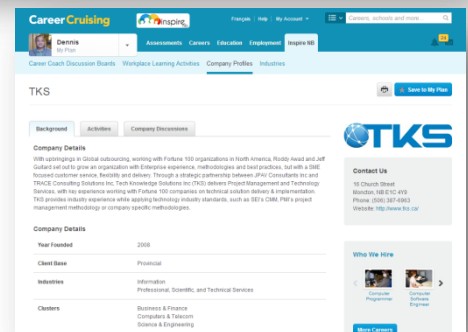 CareerCruising
inspire
Français | Help | My Account
Careers, schools and more...
Dennis
My Plan
Assessments Careers Education Employment Inspire NB
Career Coach Discussion Boards Workplace Learning Activities Company Profiles Industries
TKS
Save to My Plan
Background Activities Company Discussions
Company Details
With upbringings in Global outsourcing, working with Fortune 100 organizations in North America, Roddy Awad and Jeff
Guitard set out to grow an organization with Enterprise experience, methodologies and best practices, but with a SME
focused customer service, flexibility and delivery. Through a strategic partnership between JPAV Consultants Inc and
TRACE Consulting Solutions Inc, Tech Knowledge Solutions Inc (TKS) delivers Project Management and Technology
Services, with key experience working with Fortune 100 companies on technical solution delivery & implementation.
TKS provides industry experience while applying technology industry standards, such as SEI's CMM, PMI's project
management methodology or company specific methodologies.
Company Details
Year Founded 2008
Client Base Provincial
Industries Information
Professional, Scientific, and Technical Services
Clusters Business & Finance
Computers & Telecom
Science & Engineering
TKS
Contact Us
Church Street
Moncton, NB E1C 4Y9
Website: http://www.tks.ca/
Who We Hire
Computer
Programmer
Computer
Software
Engineer
More Careers